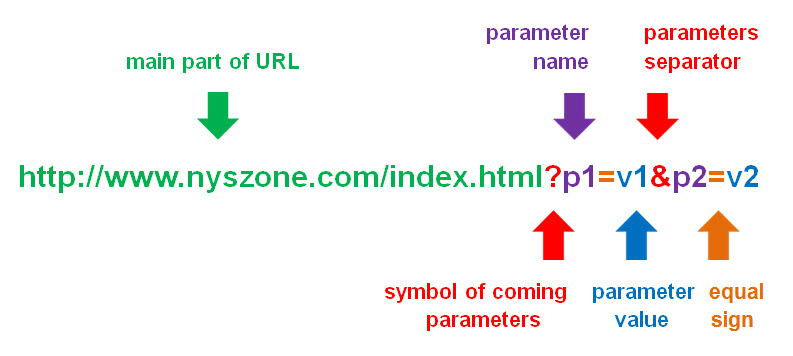 main part of URL
parameter
name
parameters
separator
http://www.nyszone.com/index.html?p1=v1&p2=v2
symbol of coming
parameters
parameter
value
equal
sign